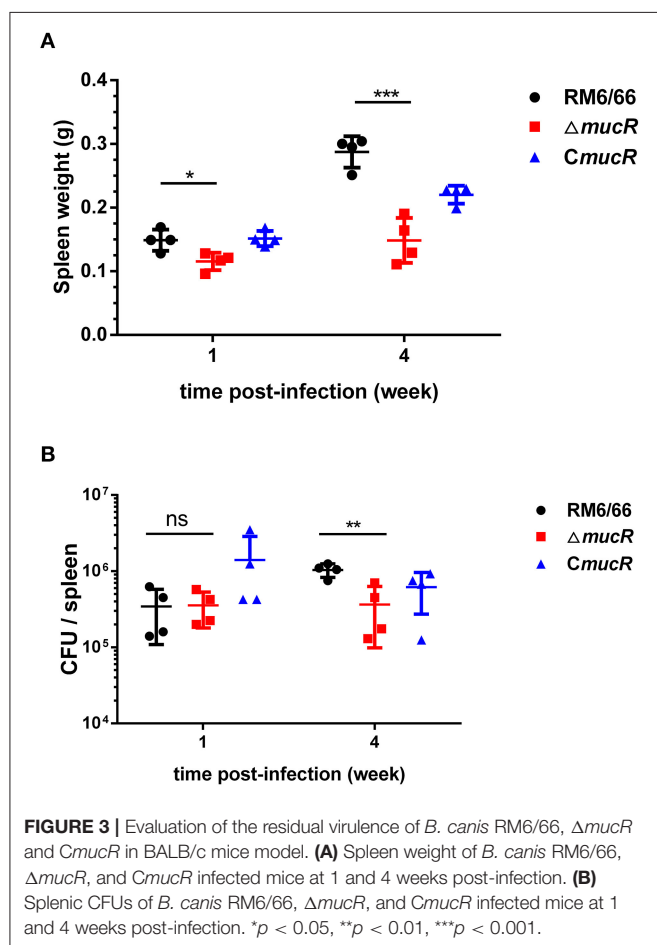 A
Spleen weight (g)
0.4
0.3
0.2
0.1
0.0
*
***
1
4
time post-infection (week)
RM6/66
△mucR
CmucR
B
CFU / spleen
10⁷
10⁶
10⁵
10⁴
ns
**
1
4
time post-infection (week)
RM6/66
△mucR
CmucR
FIGURE 3 | Evaluation of the residual virulence of B. canis RM6/66, ΔmucR
and CmucR in BALB/c mice model. (A) Spleen weight of B. canis RM6/66,
ΔmucR, and CmucR infected mice at 1 and 4 weeks post-infection. (B)
Splenic CFUs of B. canis RM6/66, ΔmucR, and CmucR infected mice at 1
and 4 weeks post-infection. *p < 0.05, **p < 0.01, ***p < 0.001.